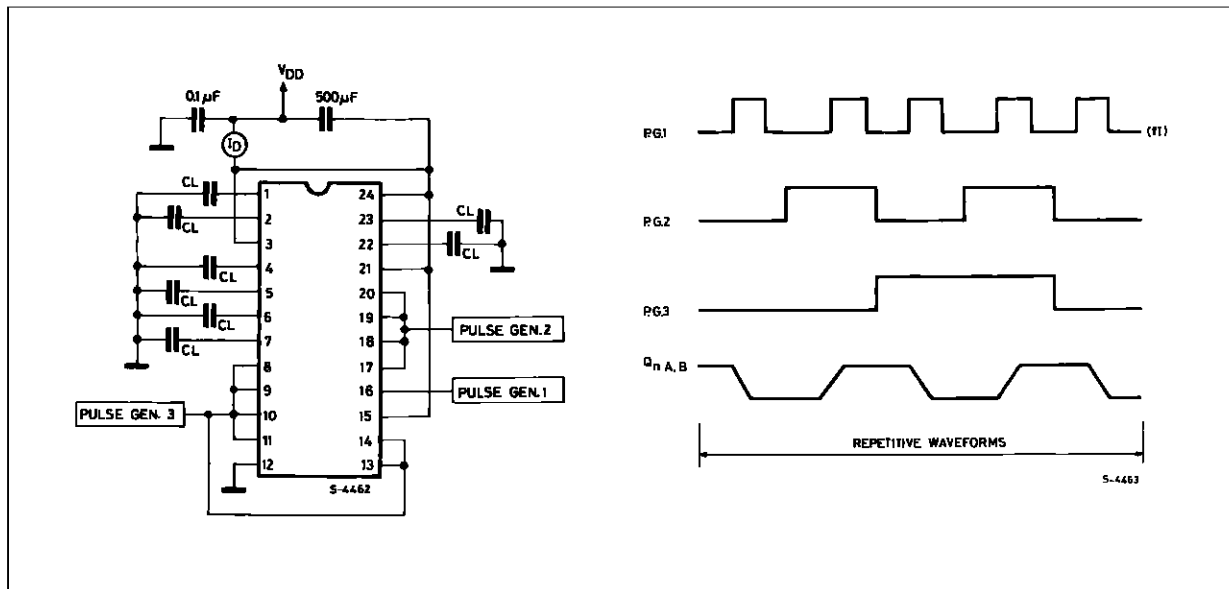 VDD
0.1µF
500µF
ID
CL
1
24
CL
2
23
CL
3
22
CL
CL
4
21
CL
5
20
CL
6
19
CL
7
18
8
17
PULSE GEN.2
9
16
PULSE GEN.1
PULSE GEN. 3
10
15
11
14
12
13
S-4462
P.G.1
(f1)
P.G.2
P.G.3
Qn A, B
REPETITIVE WAVEFORMS
S-4463